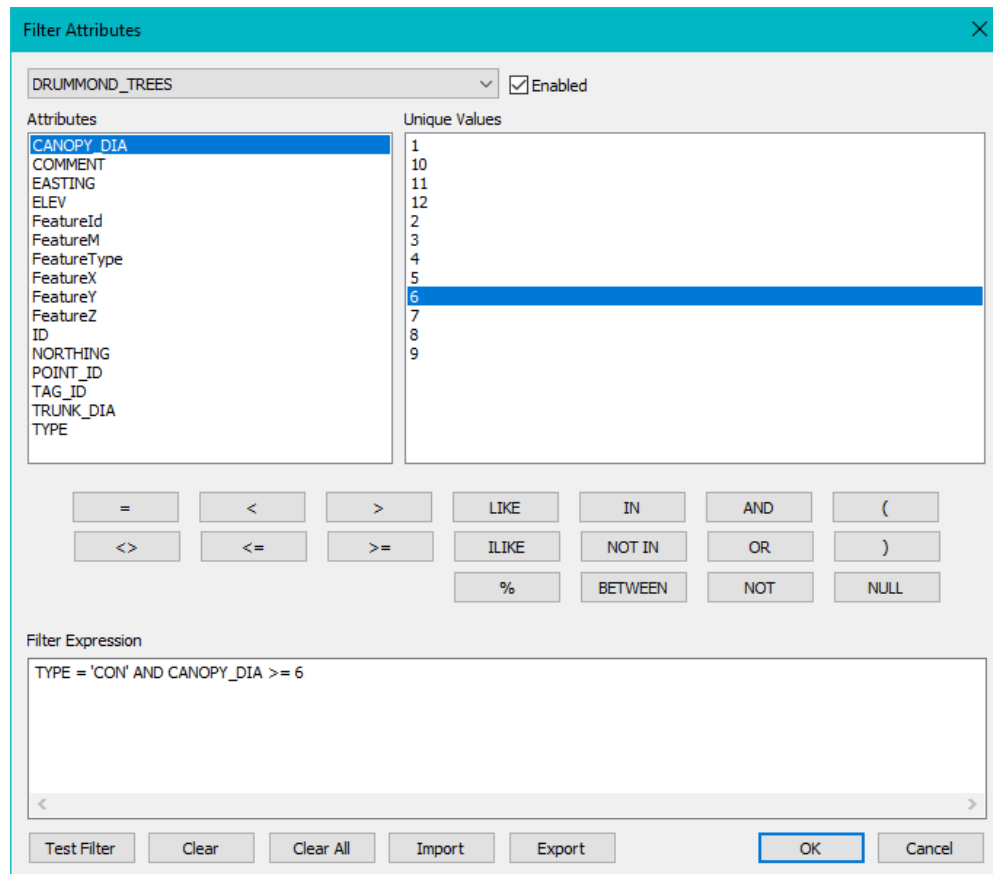 Filter Attributes
DRUMMOND_TREES
Enabled
Attributes
CANOPY_DIA
COMMENT
EASTING
ELEV
FeatureId
FeatureM
FeatureType
FeatureX
FeatureY
FeatureZ
ID
NORTHING
POINT_ID
TAG_ID
TRUNK_DIA
TYPE
Unique Values
1
10
11
12
2
3
4
5
6
7
8
9
= < > LIKE IN AND (
<> <= >= ILIKE NOT IN OR )
% BETWEEN NOT NULL
Filter Expression
TYPE = 'CON' AND CANOPY_DIA >= 6
Test Filter Clear Clear All Import Export OK Cancel